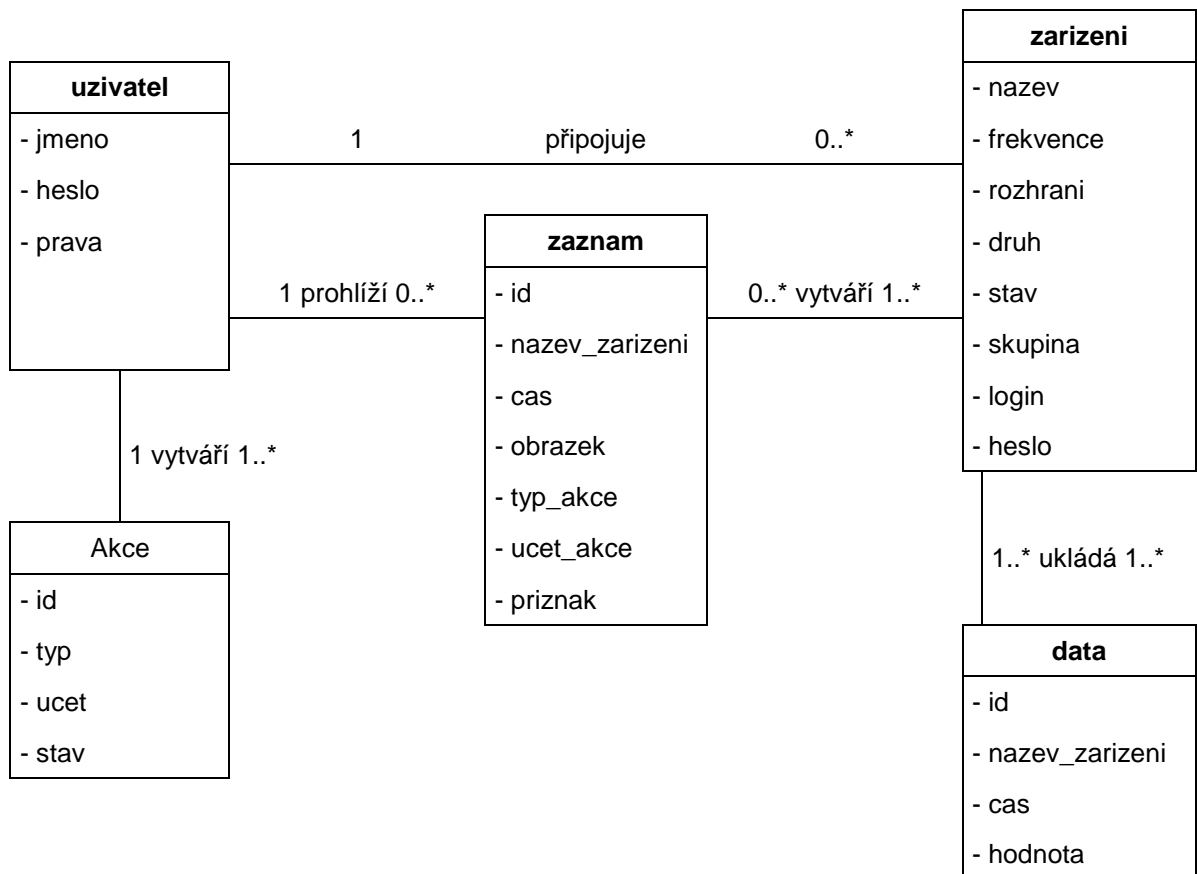 uzivatel
- jmeno
- heslo
- prava
1 připojuje 0..*
zarizeni
- nazev
- frekvence
- rozhrani
- druh
- stav
- skupina
- login
- heslo
1 prohlíží 0..*
zaznam
- id
- nazev_zarizeni
- cas
- obrazek
- typ_akce
- ucet_akce
- priznak
0..* vytváří 1..*
1 vytváří 1..*
Akce
- id
- typ
- ucet
- stav
1..* ukládá 1..*
data
- id
- nazev_zarizeni
- cas
- hodnota